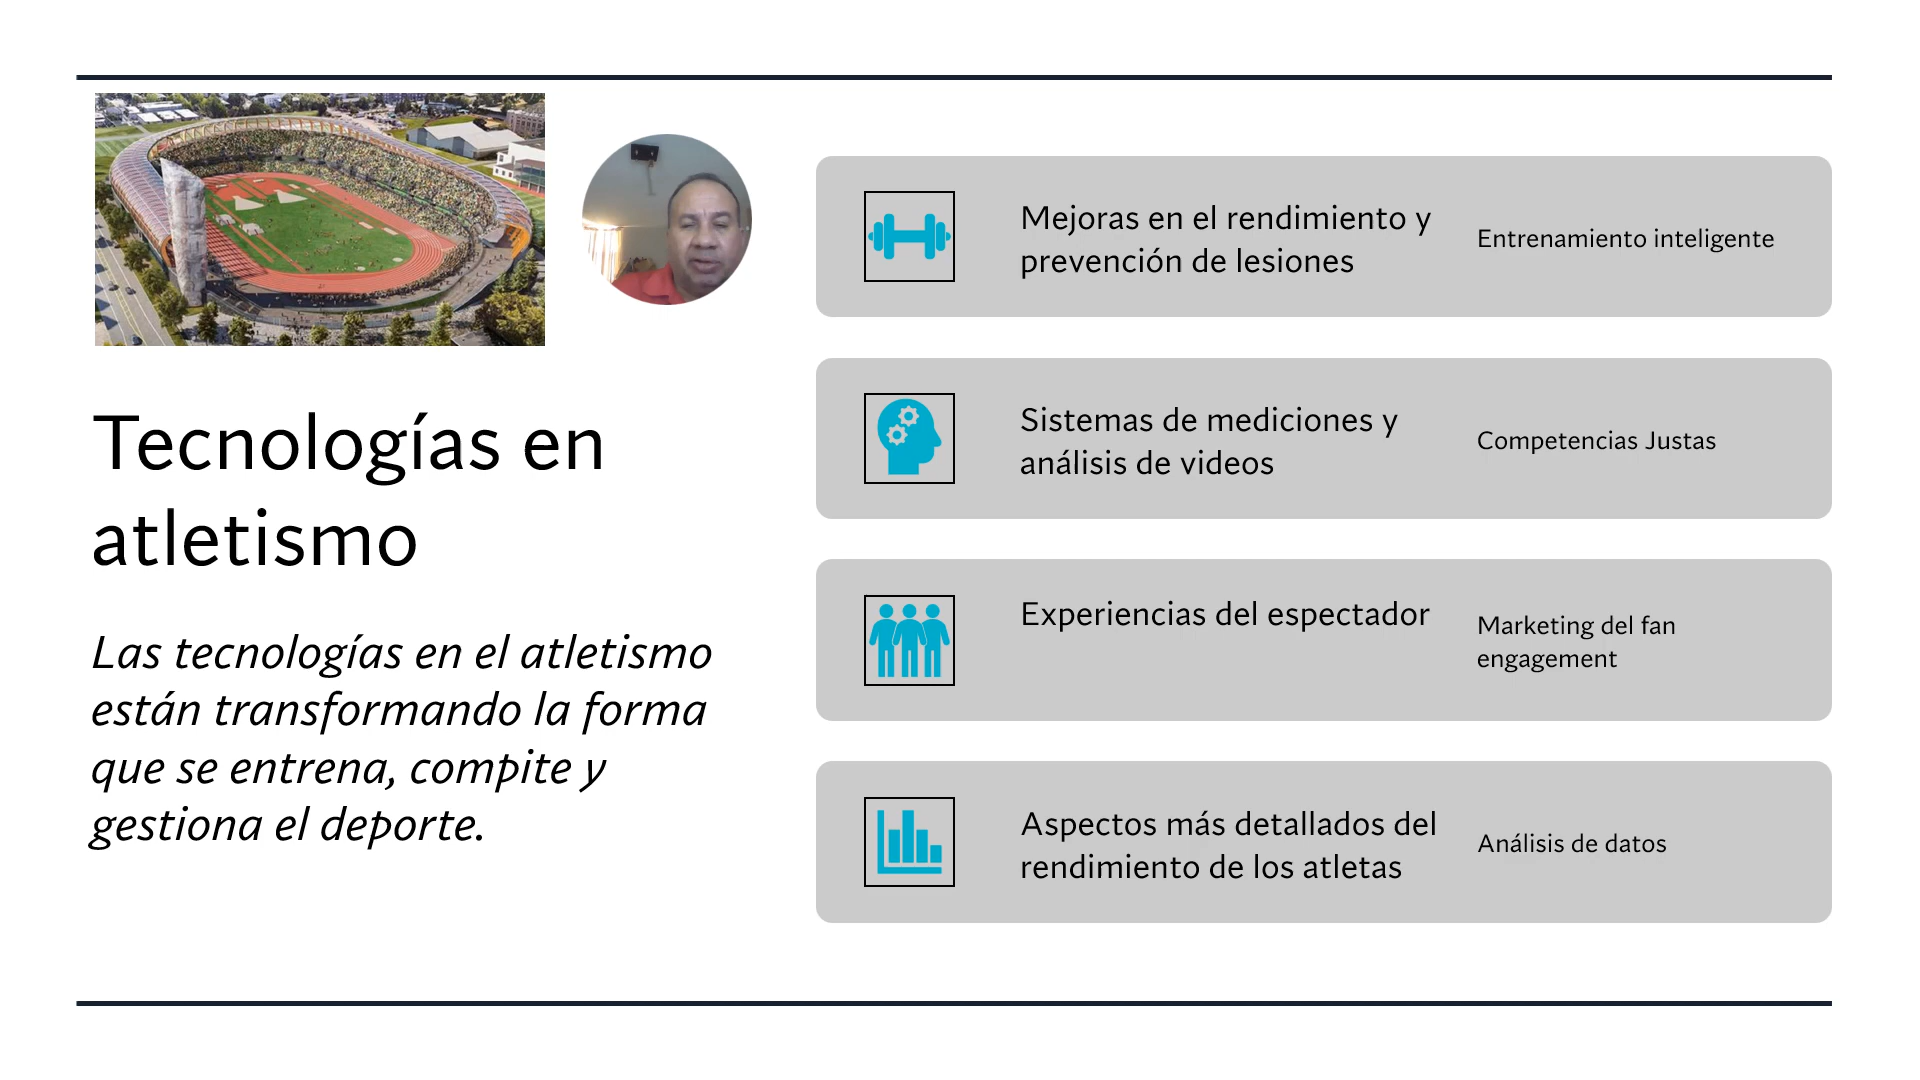 Tecnologías en
atletismo
Las tecnologías en el atletismo
están transformando la forma
que se entrena, compite y
gestiona el deporte.
Mejoras en el rendimiento y
prevención de lesiones
Entrenamiento inteligente
Sistemas de mediciones y
análisis de videos
Competencias Justas
Experiencias del espectador
Marketing del fan
engagement
Aspectos más detallados del
rendimiento de los atletas
Análisis de datos